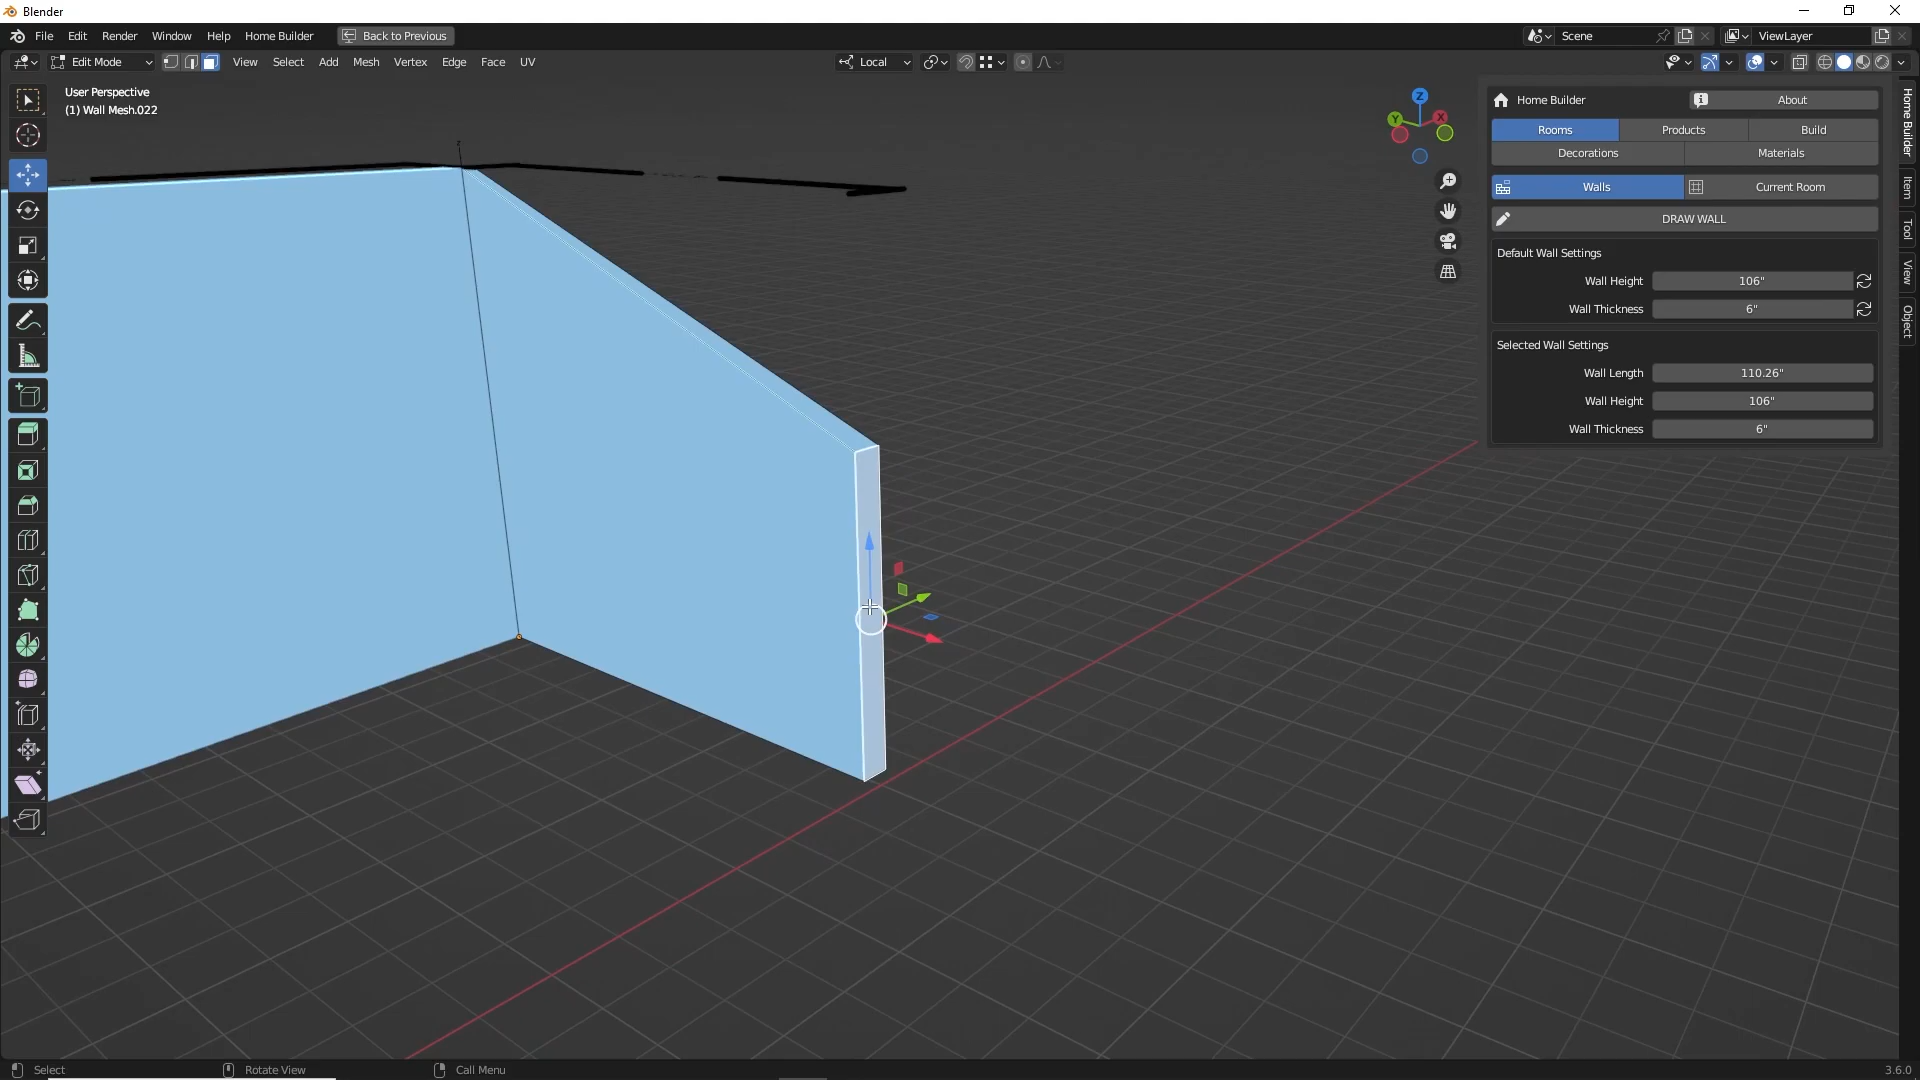 Blender
File Edit Render Window Help Home Builder Back to Previous Scene ViewLayer
Edit Mode View Select Add Mesh Vertex Edge Face UV Local
User Perspective
(1) Wall Mesh.022
Z
Y X
Home Builder About
Rooms Products Build
Decorations Materials
Walls Current Room
DRAW WALL
Default Wall Settings
Wall Height 106"
Wall Thickness 6"
Selected Wall Settings
Wall Length 110.26"
Wall Height 106"
Wall Thickness 6"
Home Builder
Item
Tool
View
Object
Select Rotate View Call Menu 3.6.0